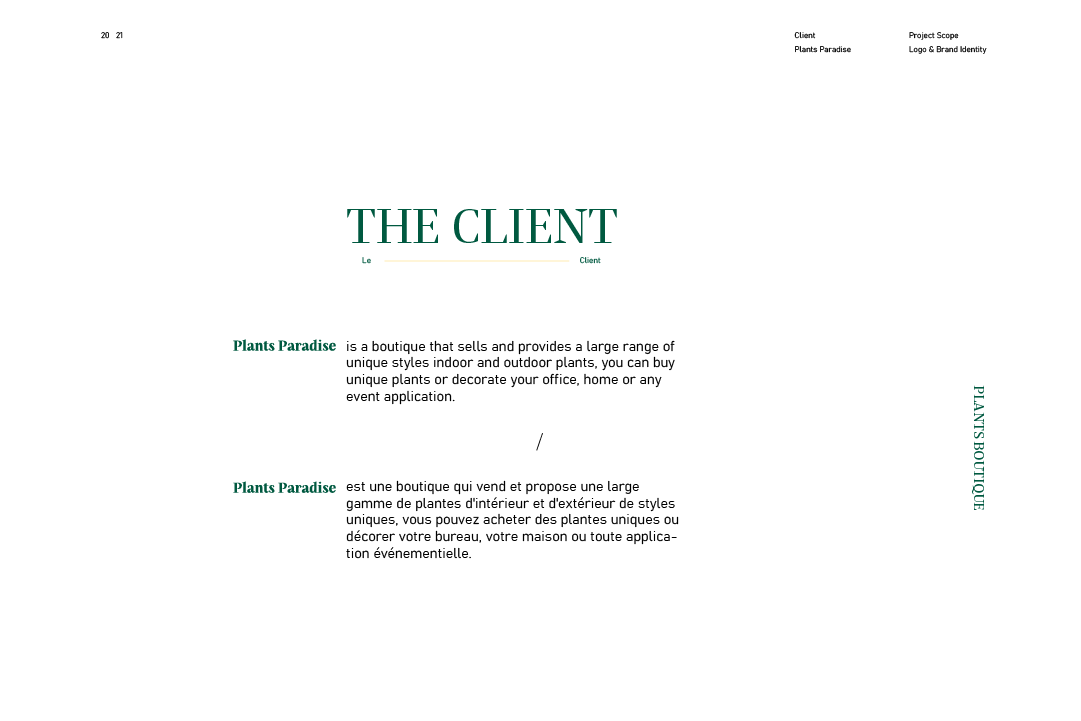 20 21
Client
Plants Paradise
Project Scope
Logo & Brand Identity
THE CLIENT
Le Client
Plants Paradise is a boutique that sells and provides a large range of
unique styles indoor and outdoor plants, you can buy
unique plants or decorate your office, home or any
event application.
/
Plants Paradise est une boutique qui vend et propose une large
gamme de plantes d'intérieur et d'extérieur de styles
uniques, vous pouvez acheter des plantes uniques ou
décorer votre bureau, votre maison ou toute applica-
tion événementielle.
PLANTS BOUTIQUE